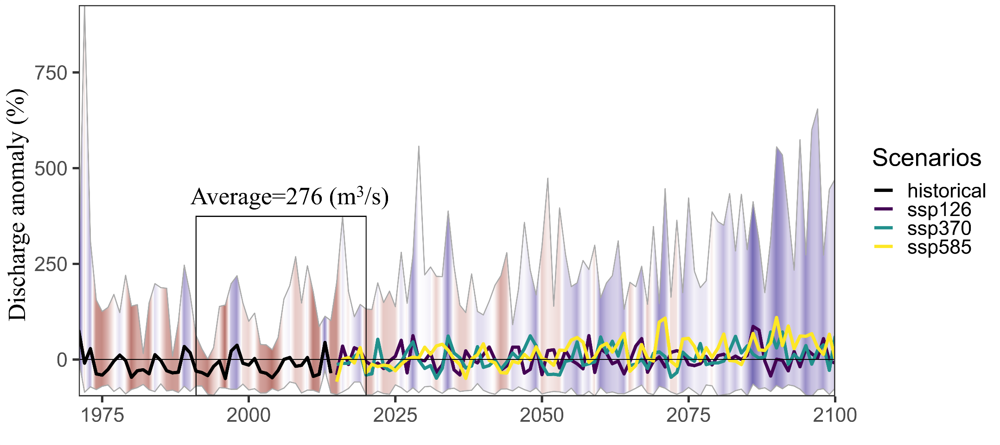 Discharge anomaly (%)
750
500
250
0
Average=276 (m³/s)
1975
2000
2025
2050
2075
2100
Scenarios
historical
ssp126
ssp370
ssp585